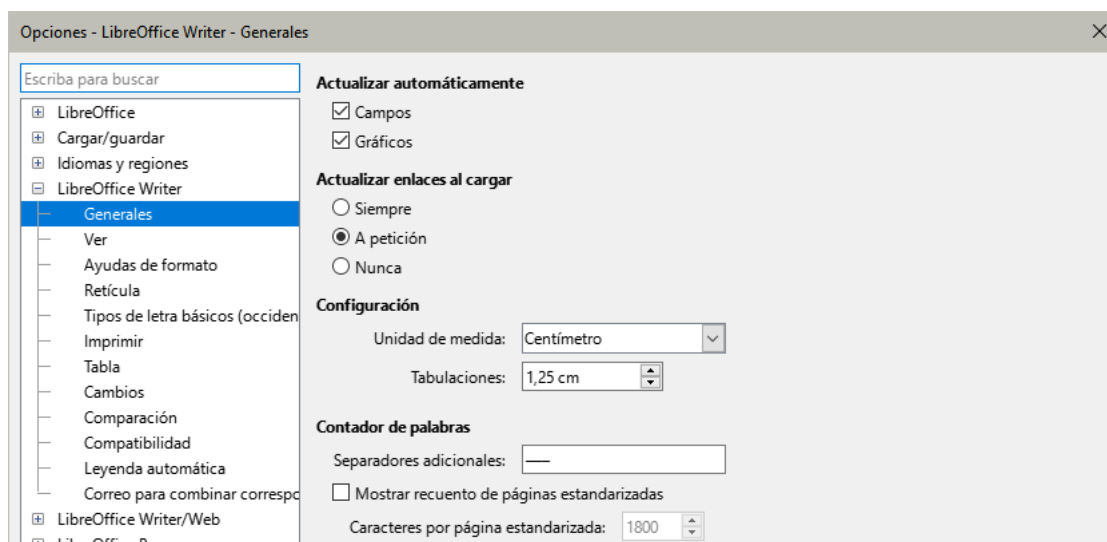 Opciones - LibreOffice Writer - Generales
Escriba para buscar
LibreOffice
Cargar/guardar
Idiomas y regiones
LibreOffice Writer
Generales
Ver
Ayudas de formato
Retícula
Tipos de letra básicos (occiden
Imprimir
Tabla
Cambios
Comparación
Compatibilidad
Leyenda automática
Correo para combinar correspo
LibreOffice Writer/Web
Actualizar automáticamente
Campos
Gráficos
Actualizar enlaces al cargar
Siempre
A petición
Nunca
Configuración
Unidad de medida: Centímetro
Tabulaciones: 1,25 cm
Contador de palabras
Separadores adicionales: —–
Mostrar recuento de páginas estandarizadas
Caracteres por página estandarizada: 1800